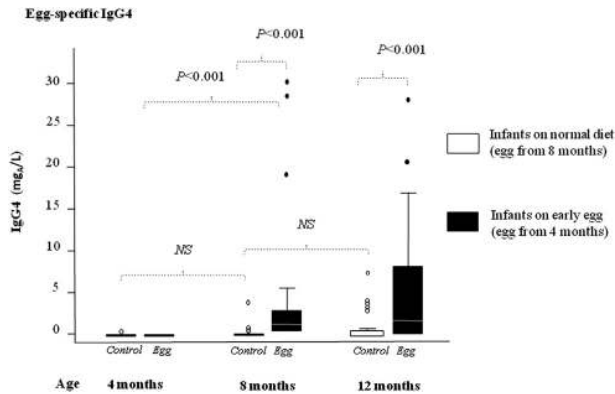 Egg-specific IgG4
P<0.001
P<0.001
P<0.001
30
25
20
15
10
5
0
IgG4 (mgA/L)
NS
NS
Infants on normal diet
(egg from 8 months)
Infants on early egg
(egg from 4 months)
Control Egg
Control Egg
Control Egg
Age 4 months 8 months 12 months